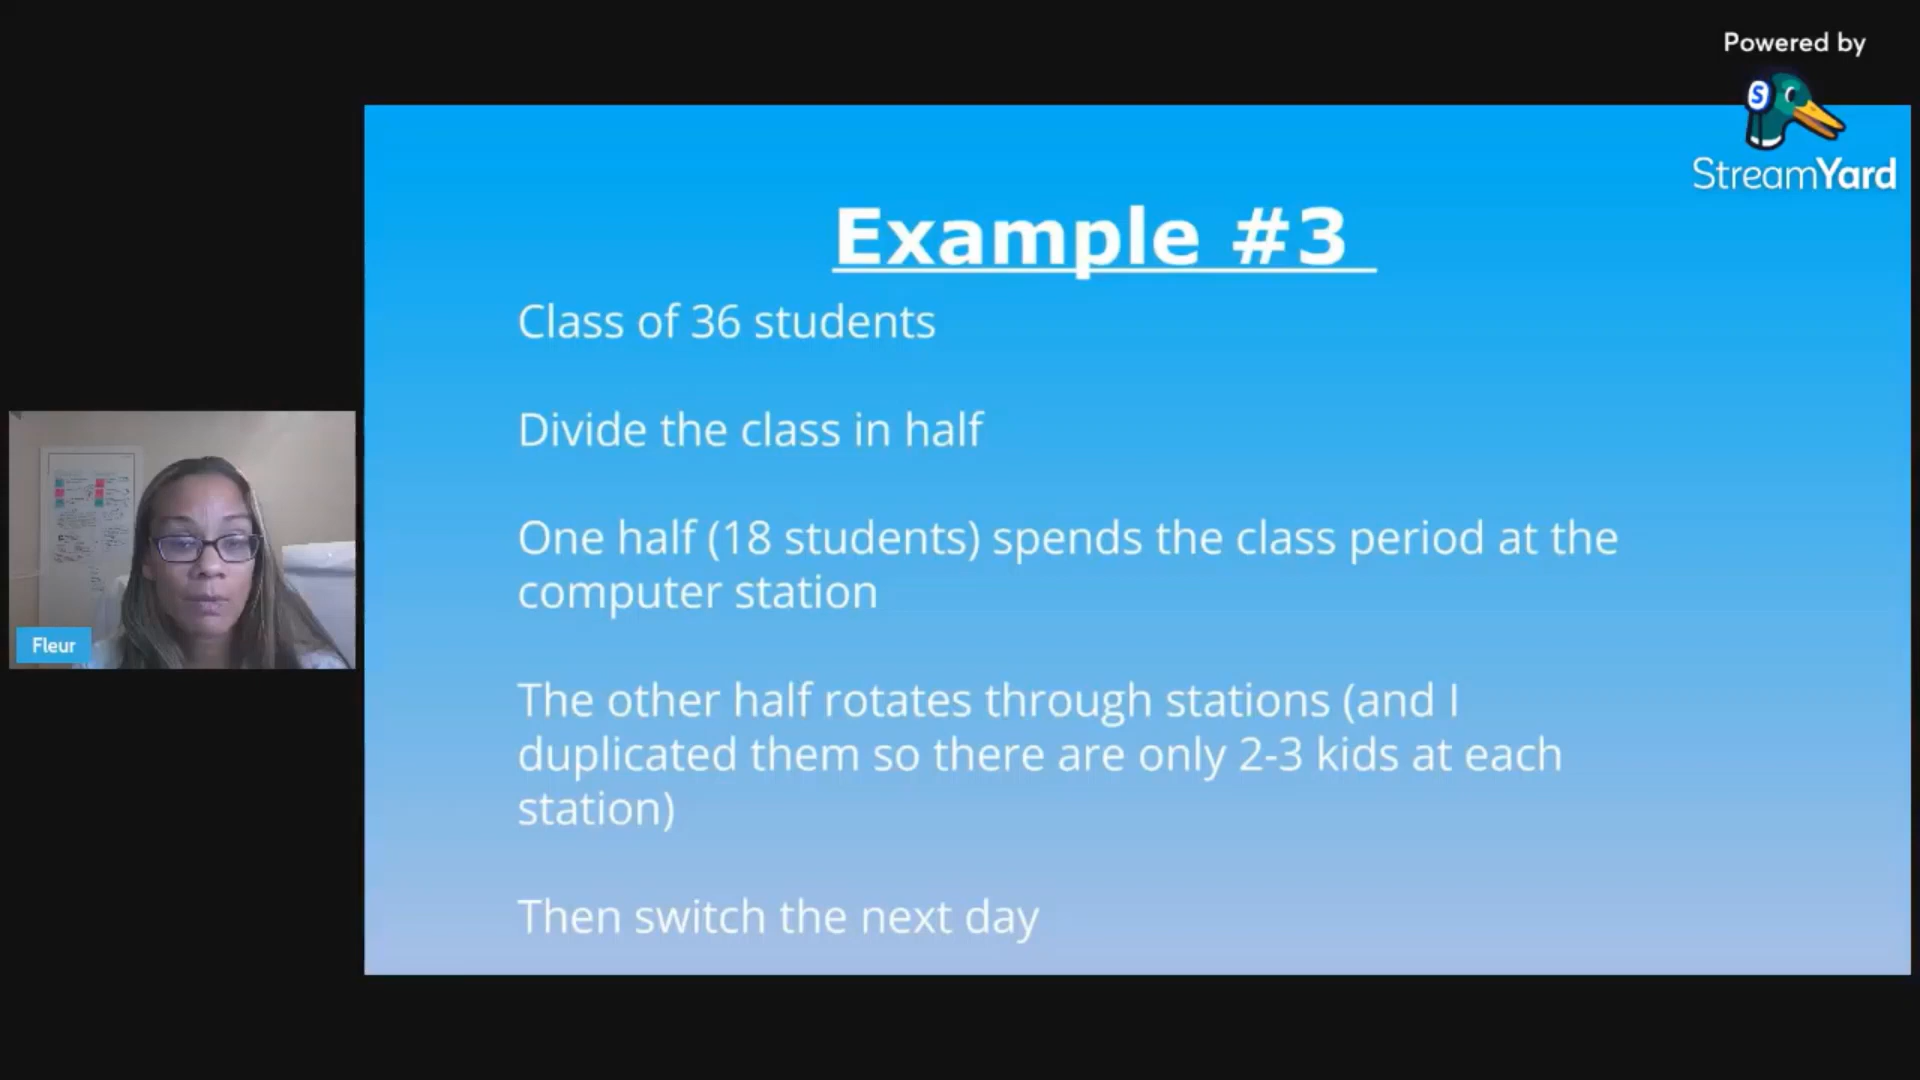 Powered by
S
StreamYard
Example #3
Class of 36 students
Divide the class in half
One half (18 students) spends the class period at the
computer station
The other half rotates through stations (and I
duplicated them so there are only 2-3 kids at each
station)
Then switch the next day
Fleur